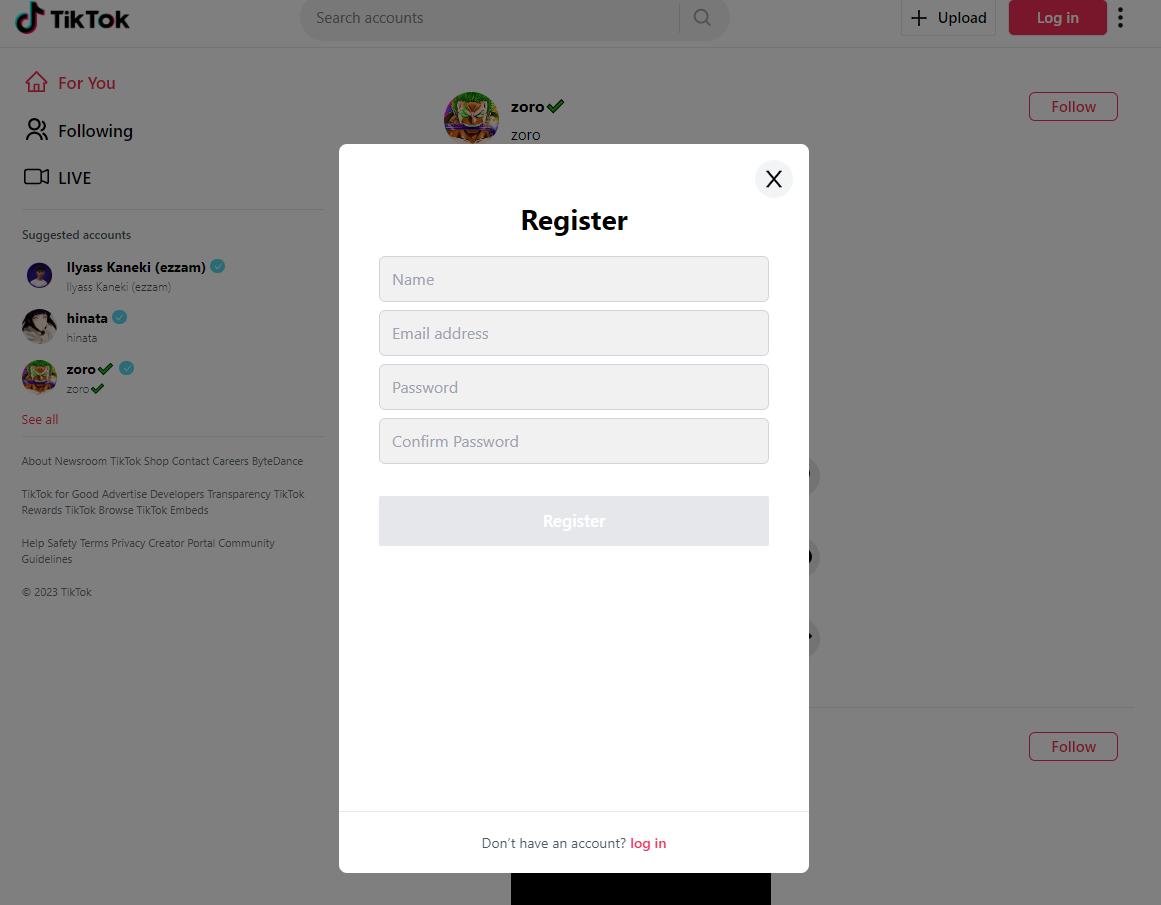 TikTok
Search accounts
Upload
Log in
For You
Following
LIVE
Suggested accounts
Ilyass Kaneki (ezzam)
Ilyass Kaneki (ezzam)
hinata
hinata
zoro
zoro
See all
About Newsroom TikTok Shop Contact Careers ByteDance
TikTok for Good Advertise Developers Transparency TikTok
Rewards TikTok Browse TikTok Embeds
Help Safety Terms Privacy Creator Portal Community
Guidelines
© 2023 TikTok
zoro
zoro
Follow
X
Register
Name
Email address
Password
Confirm Password
Register
Don't have an account? log in
Follow